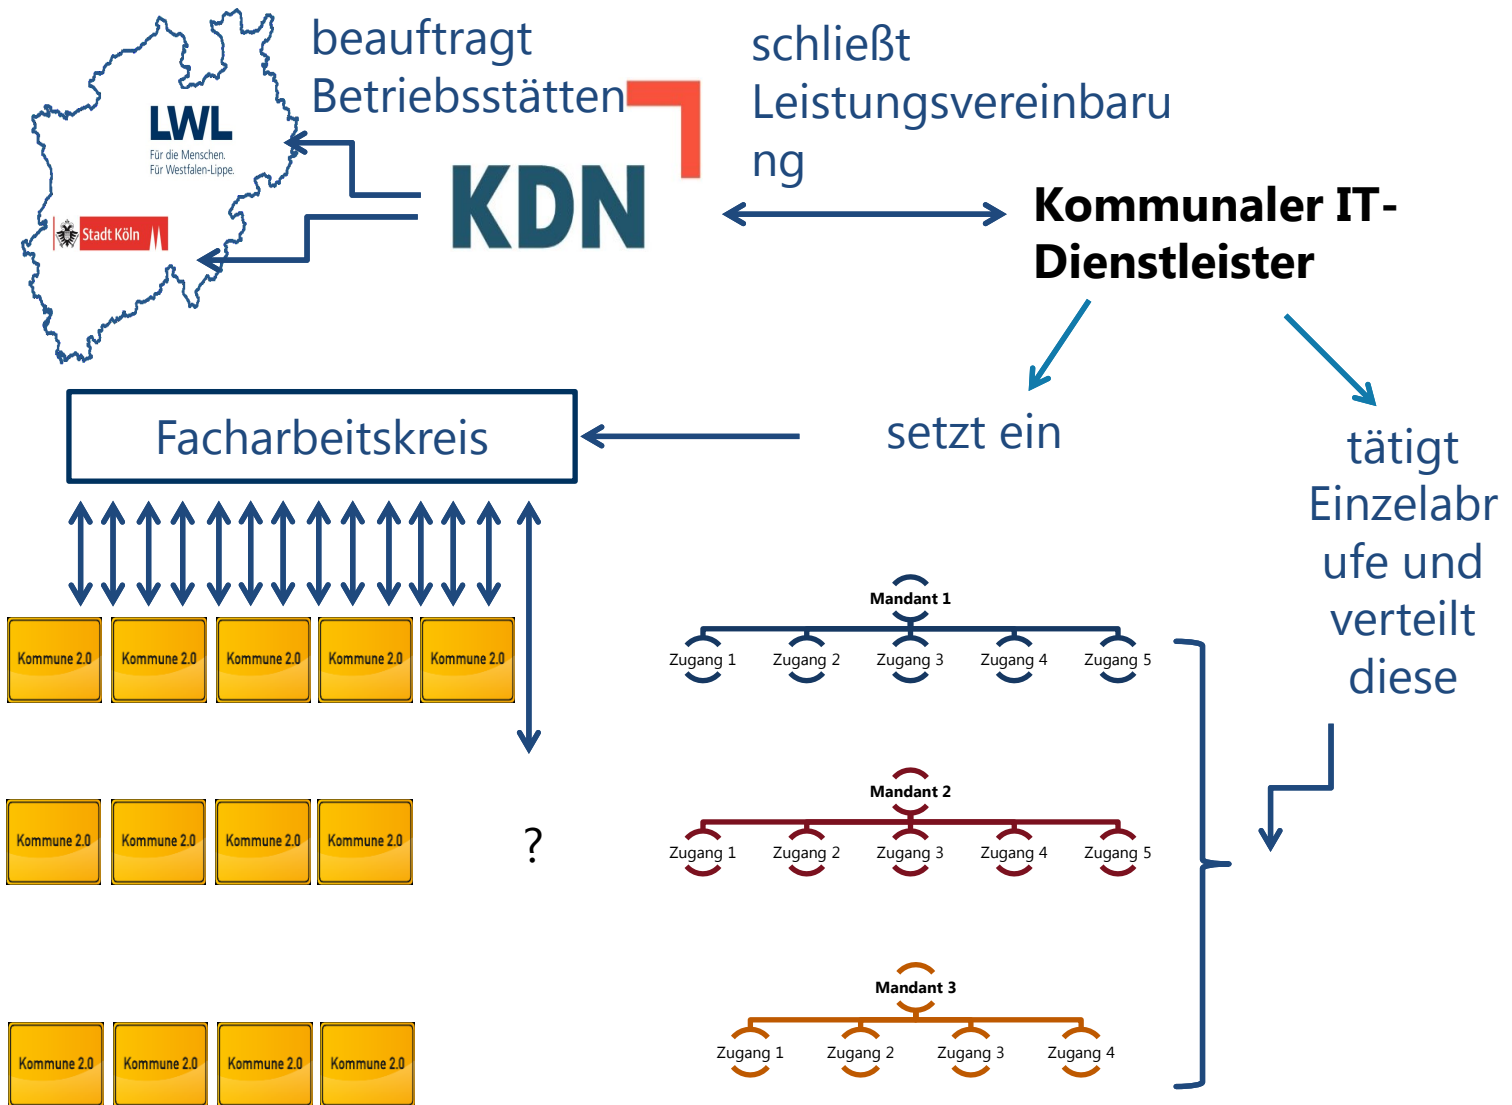 beauftragt
Betriebsstätten
schließt
Leistungsvereinbaru
ng
LWL
Für die Menschen.
Für Westfalen-Lippe.
KDN
Stadt Köln
Kommunaler IT-
Dienstleister
Facharbeitskreis
setzt ein
tätigt
Einzelabr
ufe und
verteilt
diese
Kommune 2.0 Kommune 2.0 Kommune 2.0 Kommune 2.0 Kommune 2.0
Mandant 1
Zugang 1 Zugang 2 Zugang 3 Zugang 4 Zugang 5
Kommune 2.0 Kommune 2.0 Kommune 2.0 Kommune 2.0
?
Mandant 2
Zugang 1 Zugang 2 Zugang 3 Zugang 4 Zugang 5
Kommune 2.0 Kommune 2.0 Kommune 2.0 Kommune 2.0
Mandant 3
Zugang 1 Zugang 2 Zugang 3 Zugang 4